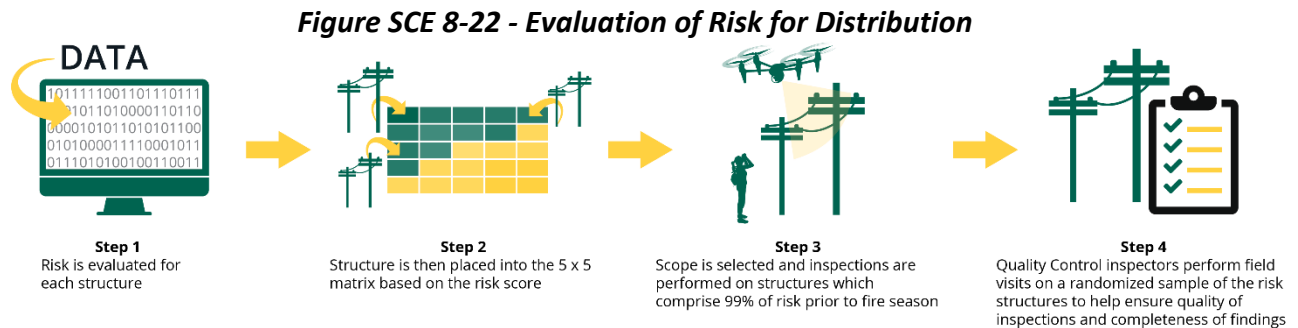 Figure SCE 8-22 - Evaluation of Risk for Distribution
DATA
1011111001101110111
0101101000011 0110
0000101011010101100
0101000011110001011
0111010100100110011
Step 1
Risk is evaluated for
each structure
Step 2
Structure is then placed into the 5 x 5
matrix based on the risk score
Step 3
Scope is selected and inspections are
performed on structures which
comprise 99% of risk prior to fire season
Step 4
Quality Control inspectors perform field
visits on a randomized sample of the risk
structures to help ensure quality of
inspections and completeness of findings